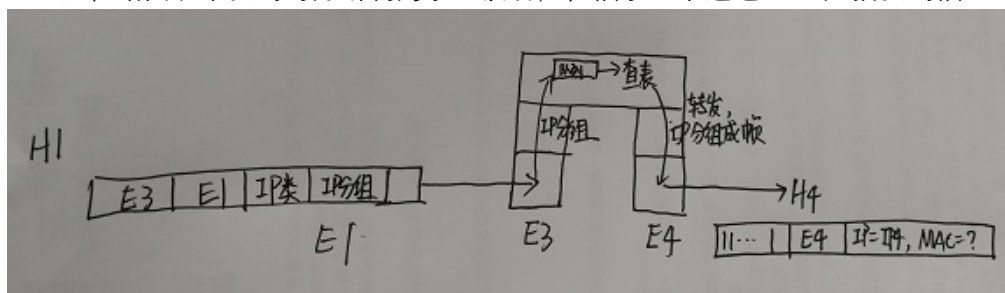 查表
IP分组
转发,
IP分组成帧
H1
E3 E1 IP类 IP分组
H4
E1
E3
E4
11… E4 IP=IP4, MAC=?